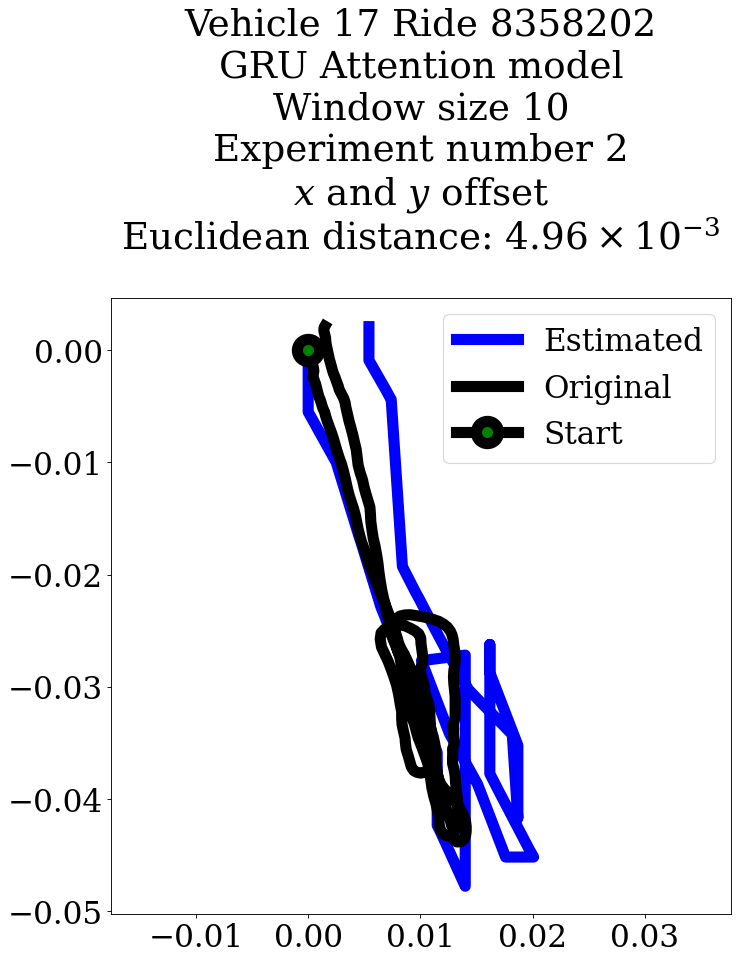 Vehicle 17 Ride 8358202
GRU Attention model
Window size 10
Experiment number 2
x and y offset
Euclidean distance: 4.96 × 10⁻³
Estimated
Original
Start
0.00
−0.01
−0.02
−0.03
−0.04
−0.05
−0.01 0.00 0.01 0.02 0.03